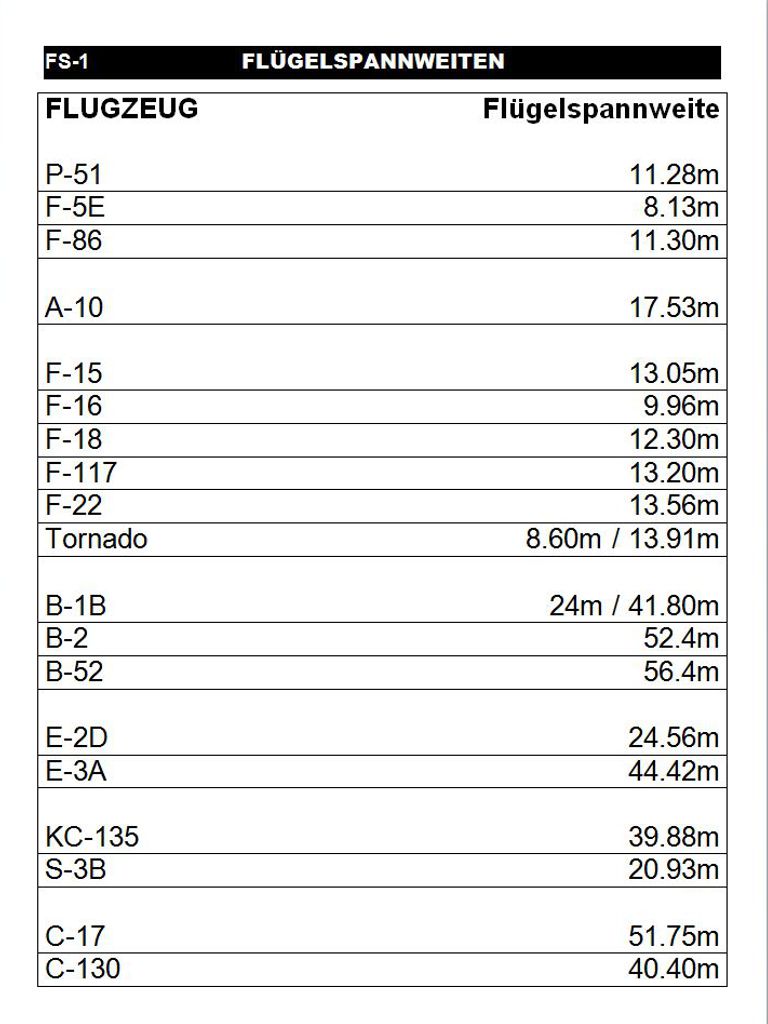 FS-1 FLÜGELSPANNWEITEN
FLUGZEUG Flügelspannweite
P-51 11.28m
F-5E 8.13m
F-86 11.30m
A-10 17.53m
F-15 13.05m
F-16 9.96m
F-18 12.30m
F-117 13.20m
F-22 13.56m
Tornado 8.60m / 13.91m
B-1B 24m / 41.80m
B-2 52.4m
B-52 56.4m
E-2D 24.56m
E-3A 44.42m
KC-135 39.88m
S-3B 20.93m
C-17 51.75m
C-130 40.40m